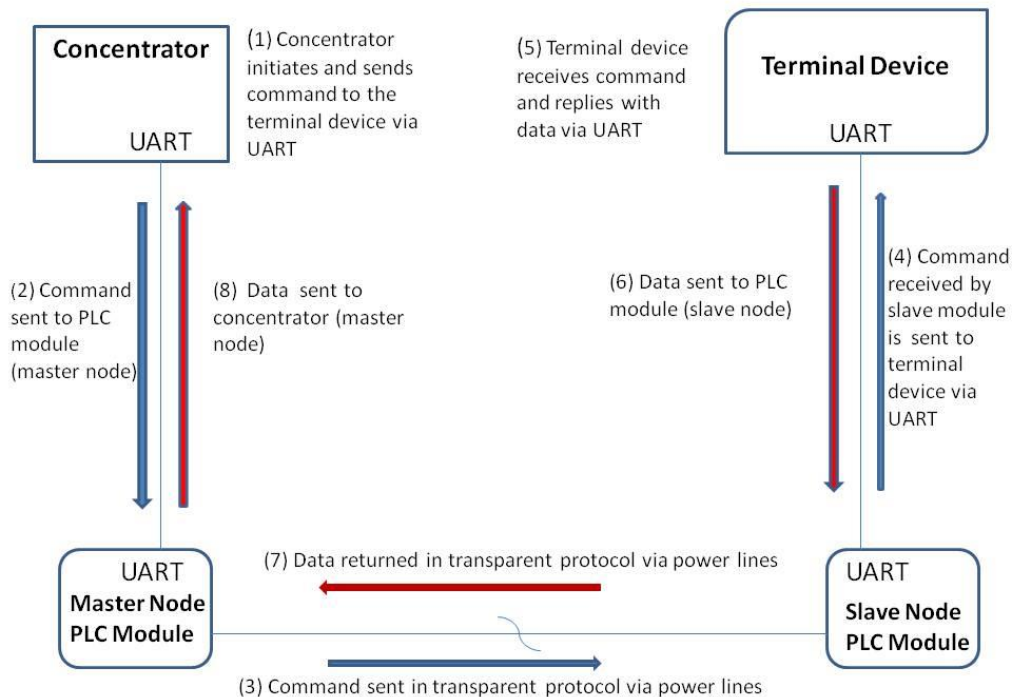 Concentrator
UART
(1) Concentrator
initiates and sends
command to the
terminal device via
UART
(5) Terminal device
receives command
and replies with
data via UART
Terminal Device
UART
(2) Command
sent to PLC
module
(master node)
(8) Data sent to
concentrator (master
node)
(6) Data sent to PLC
module (slave node)
(4) Command
received by
slave module
is sent to
terminal
device via
UART
UART
Master Node
PLC Module
(7) Data returned in transparent protocol via power lines
UART
Slave Node
PLC Module
(3) Command sent in transparent protocol via power lines